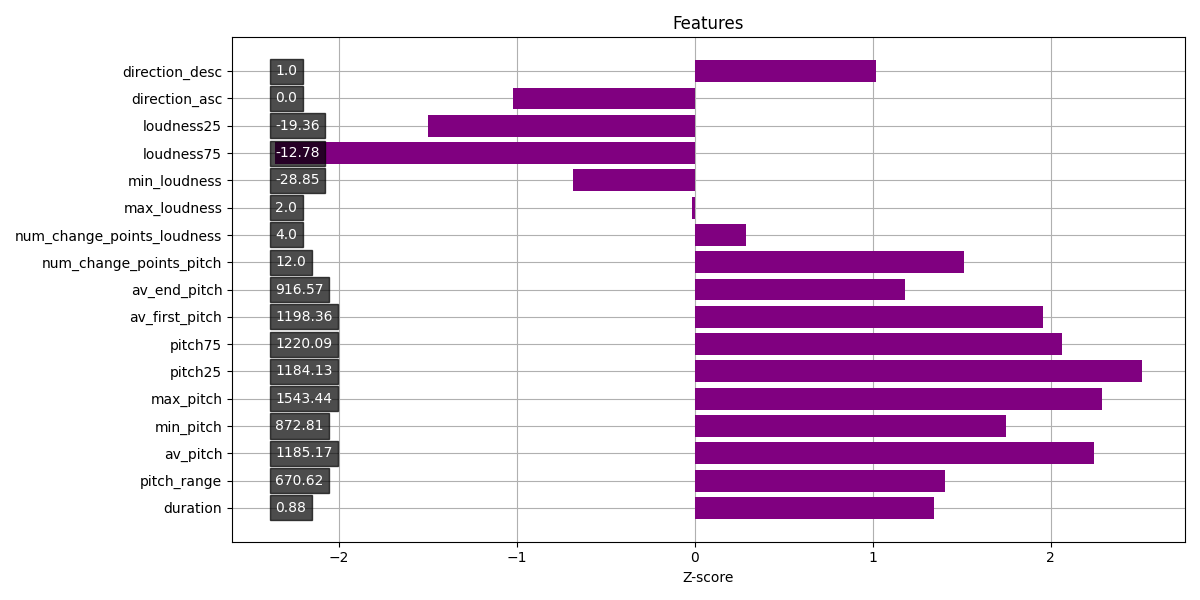 Features
direction_desc 1.0
direction_asc 0.0
loudness25 -19.36
loudness75 -12.78
min_loudness -28.85
max_loudness 2.0
num_change_points_loudness 4.0
num_change_points_pitch 12.0
av_end_pitch 916.57
av_first_pitch 1198.36
pitch75 1220.09
pitch25 1184.13
max_pitch 1543.44
min_pitch 872.81
av_pitch 1185.17
pitch_range 670.62
duration 0.88
−2 −1 0 1 2
Z-score